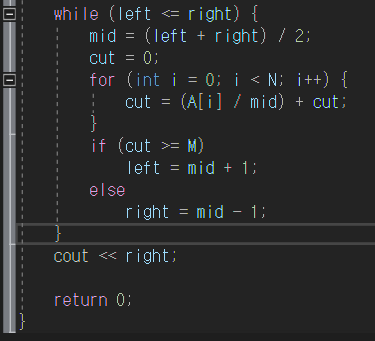 while (left <= right) {
mid = (left + right) / 2;
cut = 0;
for (int i = 0; i < N; i++) {
cut = (A[i] / mid) + cut;
}
if (cut >= M)
left = mid + 1;
else
right = mid - 1;
}
cout << right;
return 0;
}